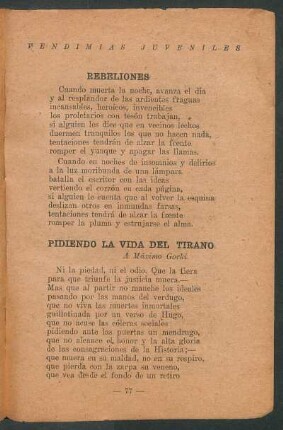 VENDIMIAS JUVENILES
REBELIONES
Cuando muerta la noche, avanza el día
y al resplandor de las ardientes fraguas
incansables, heroicos, invencibles
los proletarios con tesón trabajan,
si alguien les dice que en vecinos lechos
duermen tranquilos los que no hacen nada,
tentaciones tendrán de alzar la frente
romper el yunque y apagar las llamas.
Cuando en noches de insomnios y delirios
a la luz moribunda de una lámpara
batalla el escritor con las ideas
vertiendo el corazón en cada página,
si alguien le cuenta que al volver la esquina
deslizan otros en inmundas farsas,
tentaciones tendrá de alzar la frente
romper la pluma y estrujarse el alma.
PIDIENDO LA VIDA DEL TIRANO
A Máximo Gorki.
Ni la piedad, ni el odio. Que la fiera
para que triunfe la justicia muera.—
Mas que al partir no manche los ideales
pasando por las manos del verdugo,
que no viva las muertes inmortales
guillotinada por un verso de Hugo,
que no acuse las cóleras sociales
pidiendo ante las puertas un mendrugo,
que no alcance el honor y la alta gloria
de las consagraciones de la Historia;—
que muera en su maldad, no en su respiro,
que pierda con la zarpa su veneno,
que vea desde el fondo de un retiro
— 77 —